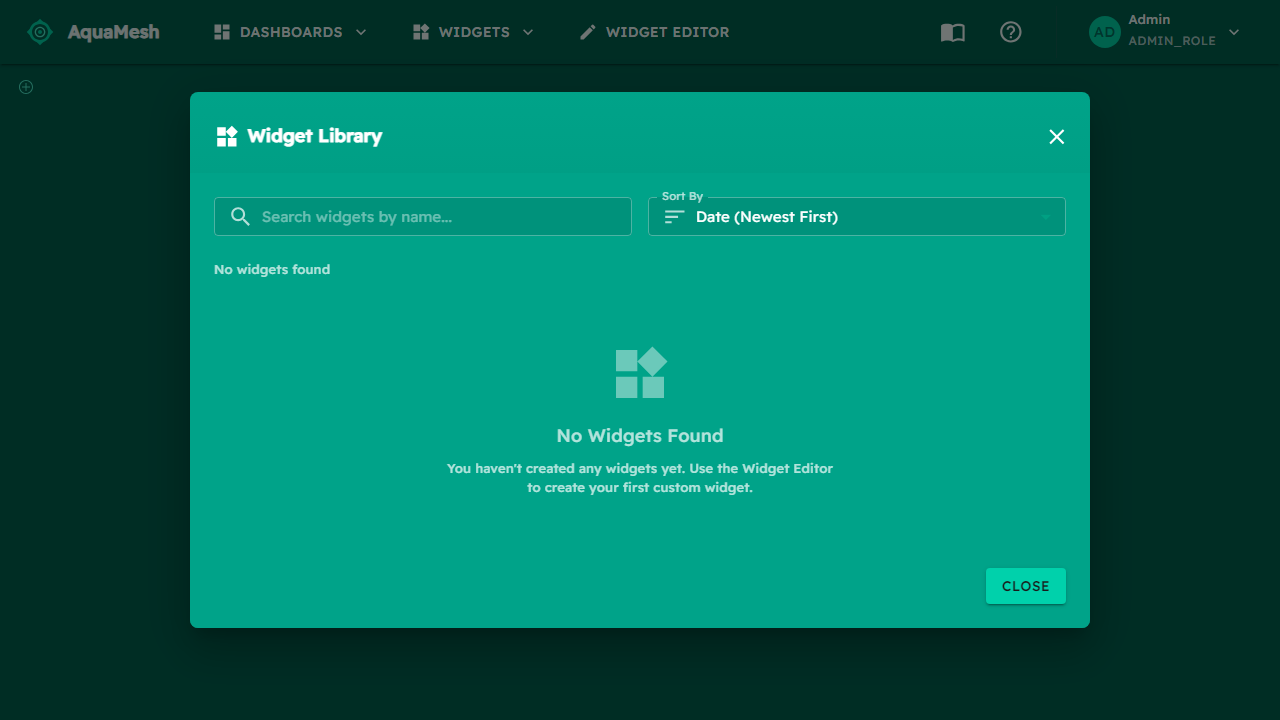 AquaMesh
DASHBOARDS
WIDGETS
WIDGET EDITOR
AD
Admin
ADMIN_ROLE
Widget Library
Search widgets by name...
Sort By
Date (Newest First)
No widgets found
No Widgets Found
You haven't created any widgets yet. Use the Widget Editor
to create your first custom widget.
CLOSE